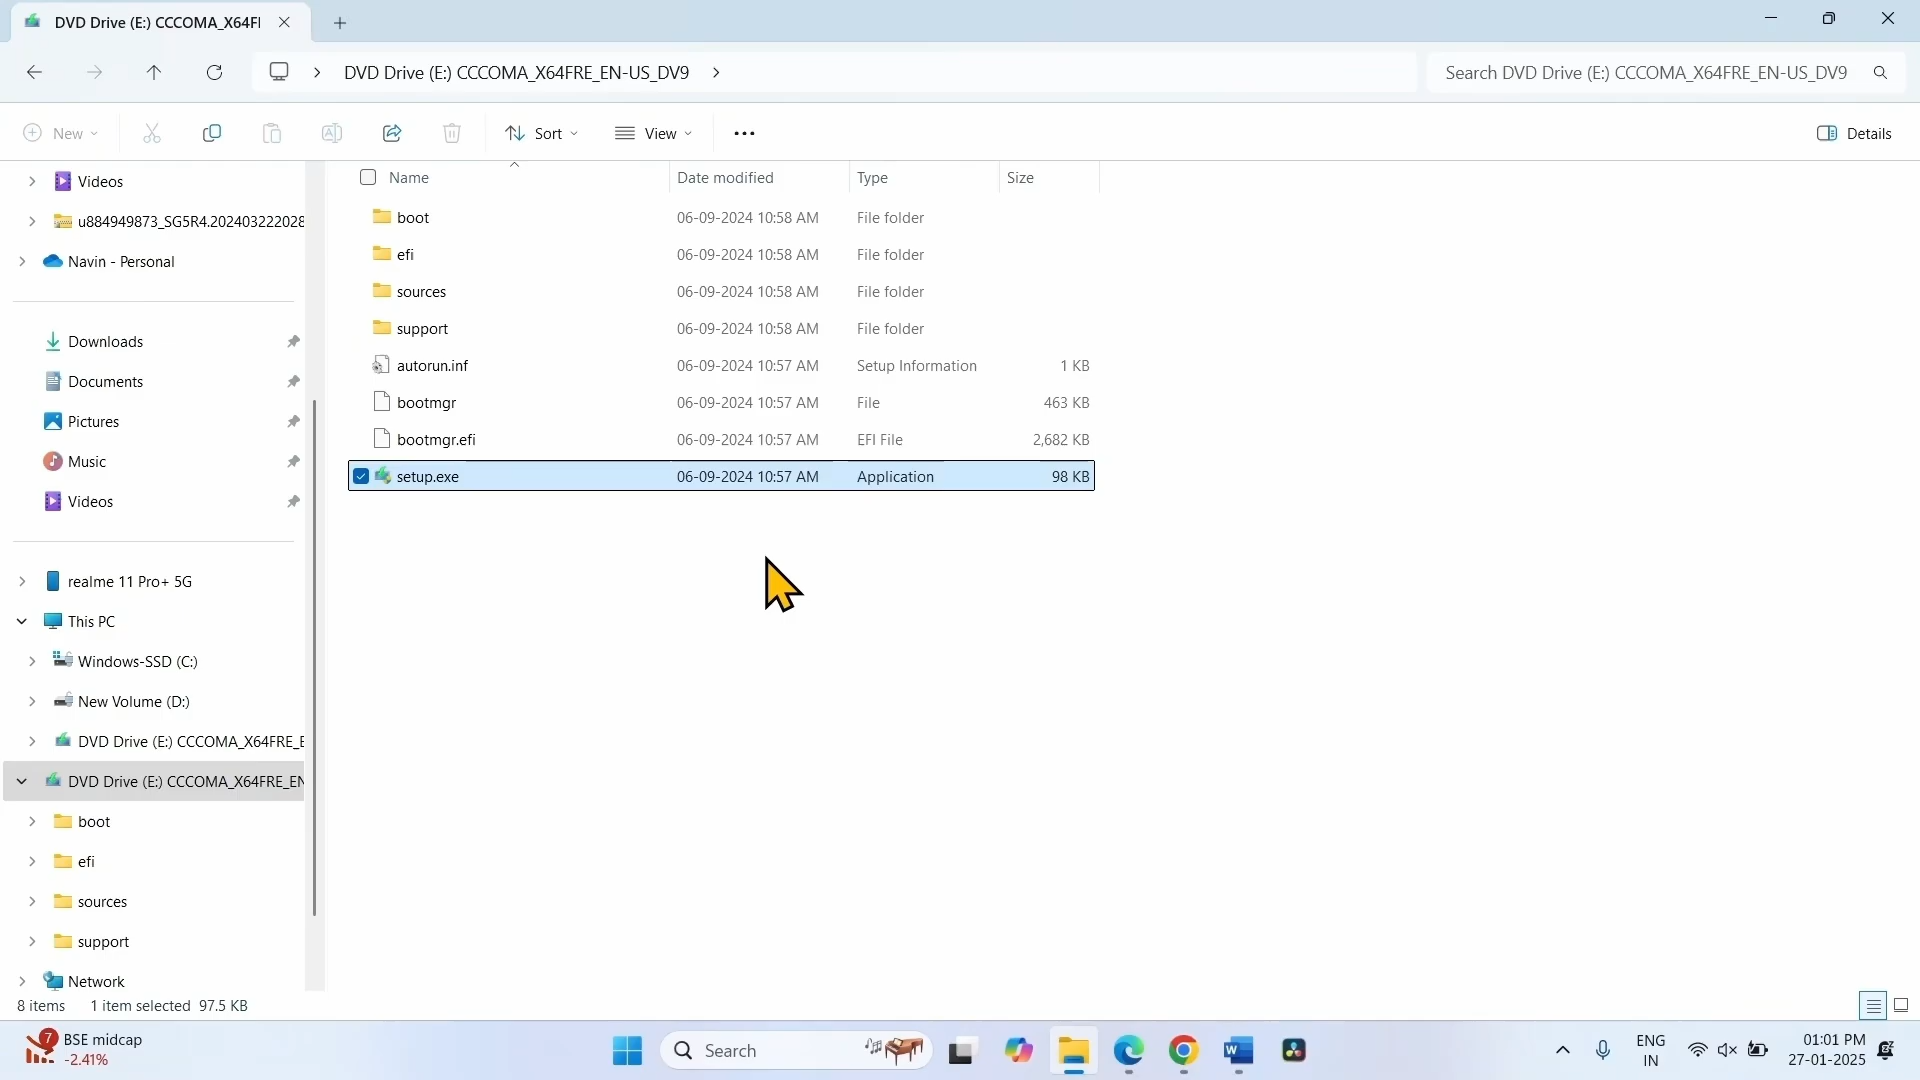 DVD Drive (E:) CCCOMA_X64FI
DVD Drive (E:) CCCOMA_X64FRE_EN-US_DV9
Search DVD Drive (E:) CCCOMA_X64FRE_EN-US_DV9
New
Sort
View
Details
Videos
u884949873_SG5R4.202403222028
Navin - Personal
Downloads
Documents
Pictures
Music
Videos
realme 11 Pro+ 5G
This PC
Windows-SSD (C:)
New Volume (D:)
DVD Drive (E:) CCCOMA_X64FRE_E
DVD Drive (E:) CCCOMA_X64FRE_EN
boot
efi
sources
support
Network
Name Date modified Type Size
boot 06-09-2024 10:58 AM File folder
efi 06-09-2024 10:58 AM File folder
sources 06-09-2024 10:58 AM File folder
support 06-09-2024 10:58 AM File folder
autorun.inf 06-09-2024 10:57 AM Setup Information 1 KB
bootmgr 06-09-2024 10:57 AM File 463 KB
bootmgr.efi 06-09-2024 10:57 AM EFI File 2,682 KB
setup.exe 06-09-2024 10:57 AM Application 98 KB
8 items 1 item selected 97.5 KB
7
BSE midcap
-2.41%
Search
W
ENG
IN
01:01 PM
27-01-2025